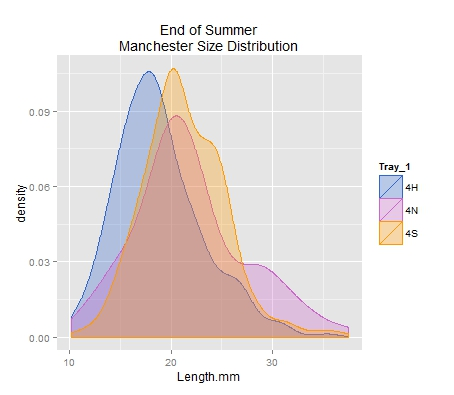 End of Summer
Manchester Size Distribution
0.09
0.06
0.03
0.00
density
10 20 30
Length.mm
Tray_1
4H
4N
4S